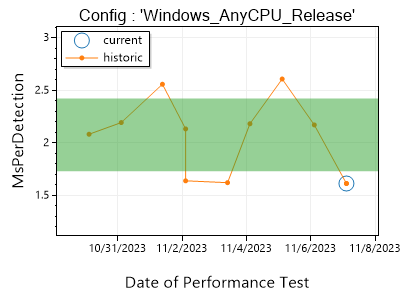 Config : 'Windows_AnyCPU_Release'
current
historic
3
2.5
2
1.5
MsPerDetection
10/31/2023
11/2/2023
11/4/2023
11/6/2023
11/8/2023
Date of Performance Test